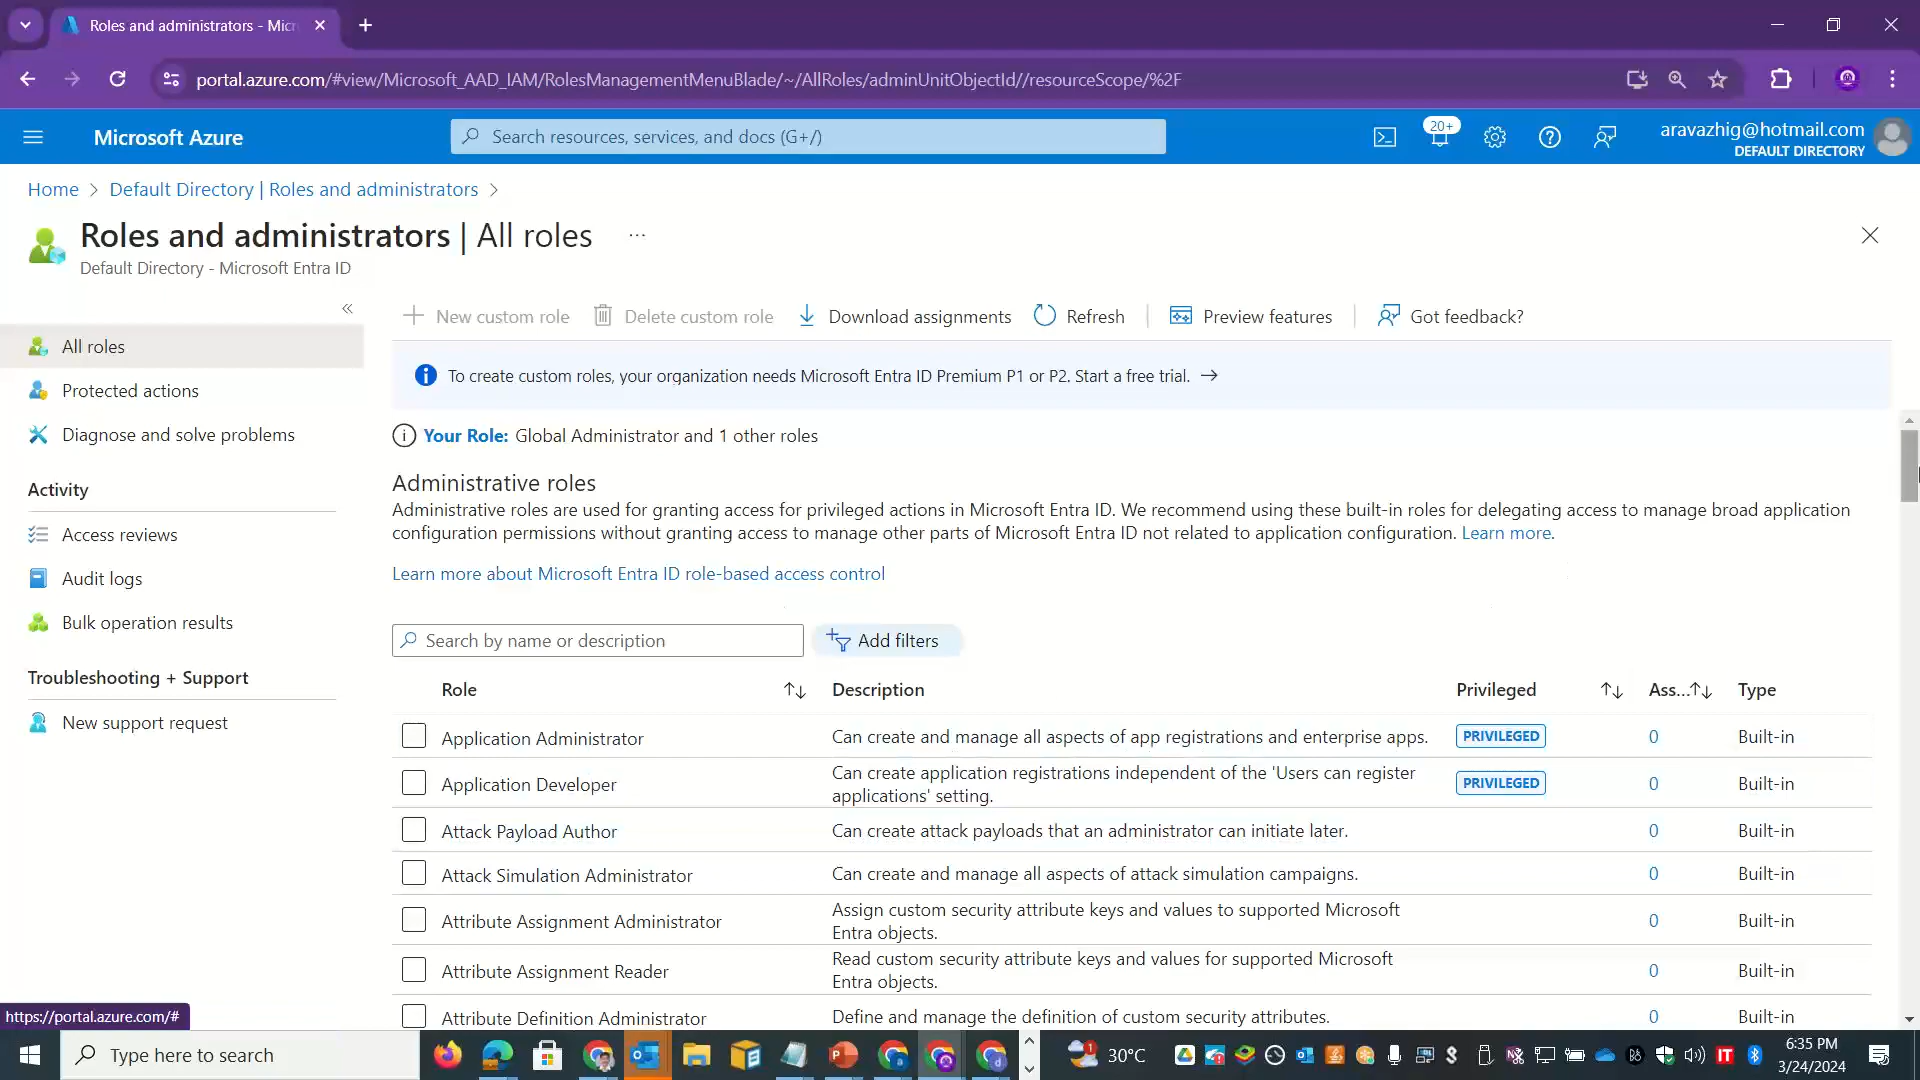 Roles and administrators - Micr
portal.azure.com/#view/Microsoft_AAD_IAM/RolesManagementMenuBlade/~/AllRoles/adminUnitObjectId//resourceScope/%2F
Microsoft Azure
Search resources, services, and docs (G+/)
20+
aravazhig@hotmail.com
DEFAULT DIRECTORY
Home > Default Directory | Roles and administrators >
Roles and administrators | All roles ...
Default Directory - Microsoft Entra ID
All roles
Protected actions
Diagnose and solve problems
Activity
Access reviews
Audit logs
Bulk operation results
Troubleshooting + Support
New support request
New custom role
Delete custom role
Download assignments
Refresh
Preview features
Got feedback?
To create custom roles, your organization needs Microsoft Entra ID Premium P1 or P2. Start a free trial. →
Your Role: Global Administrator and 1 other roles
Administrative roles
Administrative roles are used for granting access for privileged actions in Microsoft Entra ID. We recommend using these built-in roles for delegating access to manage broad application
configuration permissions without granting access to manage other parts of Microsoft Entra ID not related to application configuration. Learn more.
Learn more about Microsoft Entra ID role-based access control
Search by name or description
Add filters
Role Description Privileged Ass... Type
Application Administrator Can create and manage all aspects of app registrations and enterprise apps. PRIVILEGED 0 Built-in
Application Developer Can create application registrations independent of the 'Users can register
applications' setting. PRIVILEGED 0 Built-in
Attack Payload Author Can create attack payloads that an administrator can initiate later. 0 Built-in
Attack Simulation Administrator Can create and manage all aspects of attack simulation campaigns. 0 Built-in
Attribute Assignment Administrator Assign custom security attribute keys and values to supported Microsoft
Entra objects. 0 Built-in
Attribute Assignment Reader Read custom security attribute keys and values for supported Microsoft
Entra objects. 0 Built-in
Attribute Definition Administrator Define and manage the definition of custom security attributes. 0 Built-in
https://portal.azure.com/#
Type here to search
30°C
6:35 PM
3/24/2024